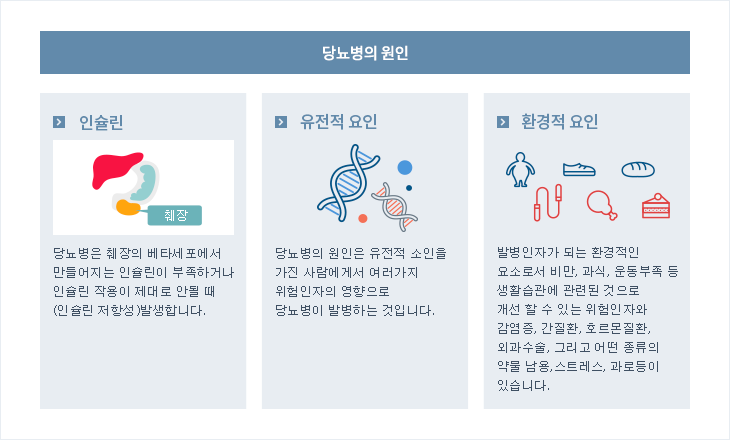 당뇨병의 원인
인슐린
췌장
당뇨병은 췌장의 베타세포에서
만들어지는 인슐린이 부족하거나
인슐린 작용이 제대로 안될 때
(인슐린 저항성)발생합니다.
유전적 요인
당뇨병의 원인은 유전적 소인을
가진 사람에게서 여러가지
위험인자의 영향으로
당뇨병이 발병하는 것입니다.
환경적 요인
발병인자가 되는 환경적인
요소로서 비만, 과식, 운동부족 등
생활습관에 관련된 것으로
개선 할 수 있는 위험인자와
감염증, 간질환, 호르몬질환,
외과수술, 그리고 어떤 종류의
약물 남용,스트레스, 과로등이
있습니다.